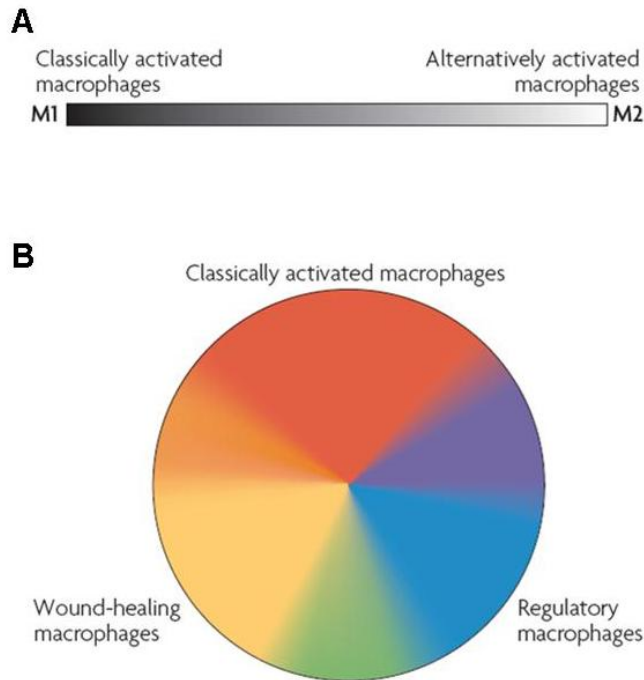 A
Classically activated
macrophages
Alternatively activated
macrophages
M1
M2
B
Classically activated macrophages
Wound-healing
macrophages
Regulatory
macrophages